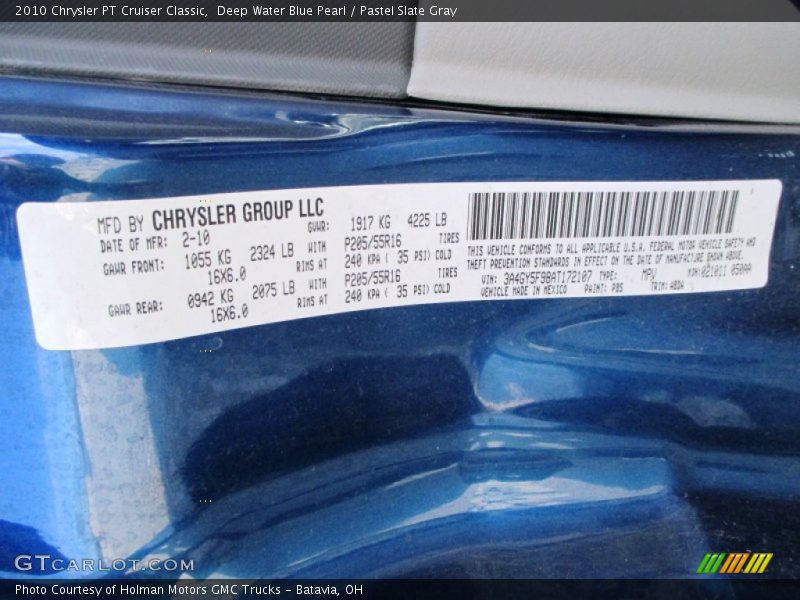 2010 Chrysler PT Cruiser Classic, Deep Water Blue Pearl / Pastel Slate Gray
MFD BY CHRYSLER GROUP LLC
DATE OF MFR: 2-10 GVWR: 1917 KG 4225 LB
GAWR FRONT: 1055 KG 2324 LB WITH P205/55R16 TIRES
16X6.0 RIMS AT 240 KPA ( 35 PSI) COLD
GAWR REAR: 0942 KG 2075 LB WITH P205/55R16 TIRES
16X6.0 RIMS AT 240 KPA ( 35 PSI) COLD
THIS VEHICLE CONFORMS TO ALL APPLICABLE U.S.A. FEDERAL MOTOR VEHICLE SAFETY AND
THEFT PREVENTION STANDARDS IN EFFECT ON THE DATE OF MANUFACTURE SHOWN ABOVE.
VIN: 3A4GY5F98AT172107 TYPE: MPV MDH:021011 050AA
VEHICLE MADE IN MEXICO PAINT: PBS TRIM:
GTCARLOT.COM
Photo Courtesy of Holman Motors GMC Trucks – Batavia, OH